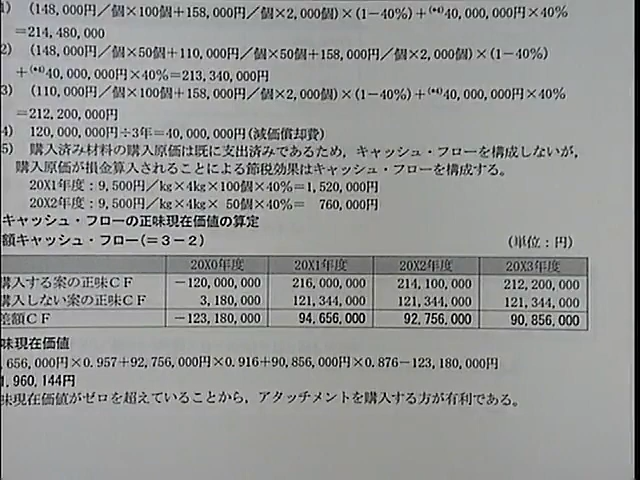 1) (148,000円／個×100個＋158,000円／個×2,000個)×(1－40%)＋(*4)40,000,000円×40%
＝214,480,000
2) (148,000円／個×50個＋110,000円／個×50個＋158,000円／個×2,000個)×(1－40%)
＋(*4)40,000,000円×40%＝213,340,000円
3) (110,000円／個×100個＋158,000円／個×2,000個)×(1－40%)＋(*4)40,000,000円×40%
＝212,200,000円
4) 120,000,000円÷3年＝40,000,000円(減価償却費)
5) 購入済み材料の購入原価は既に支出済みであるため，キャッシュ・フローを構成しないが，
購入原価が損金算入されることによる節税効果はキャッシュ・フローを構成する。
20X1年度：9,500円／kg×4kg×100個×40%＝1,520,000円
20X2年度：9,500円／kg×4kg× 50個×40%＝ 760,000円
キャッシュ・フローの正味現在価値の算定
額キャッシュ・フロー(＝3－2) (単位：円)
20X0年度 20X1年度 20X2年度 20X3年度
購入する案の正味CF －120,000,000 216,000,000 214,100,000 212,200,000
購入しない案の正味CF 3,180,000 121,344,000 121,344,000 121,344,000
差額CF －123,180,000 94,656,000 92,756,000 90,856,000
味現在価値
,656,000円×0.957＋92,756,000円×0.916＋90,856,000円×0.876－123,180,000円
1,960,144円
味現在価値がゼロを超えていることから，アタッチメントを購入する方が有利である。